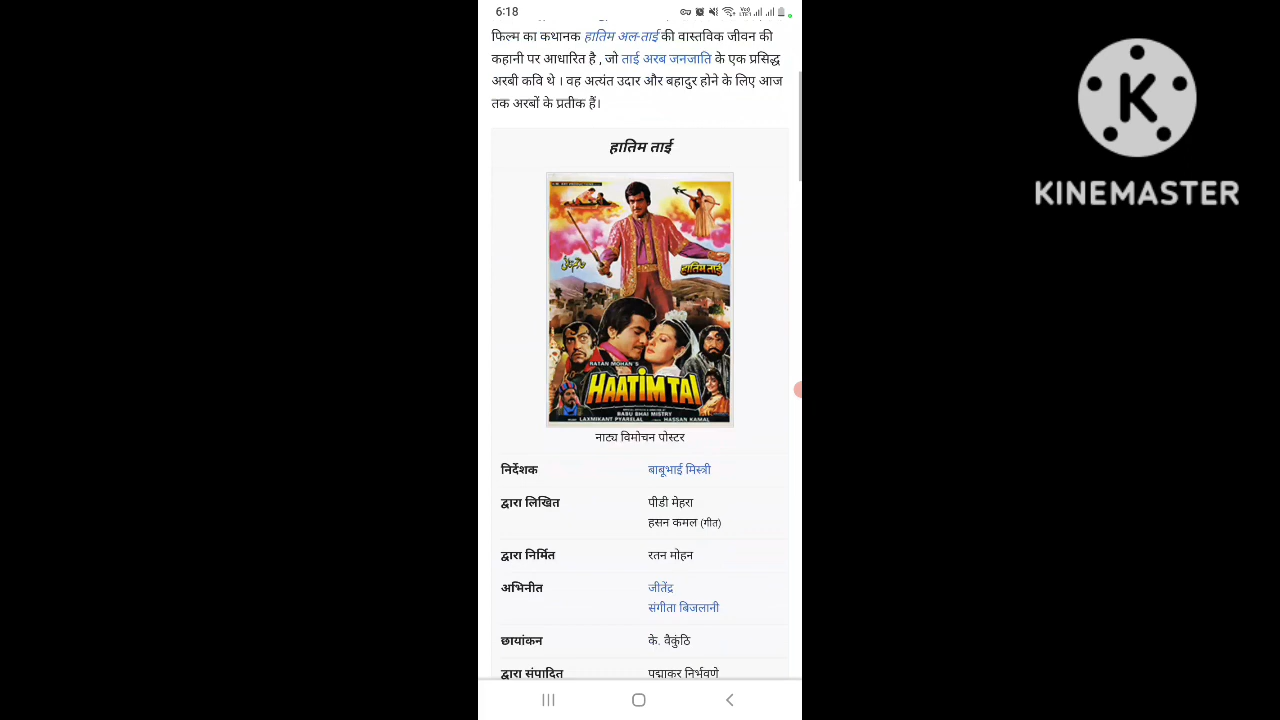 6:18
फिल्म का कथानक हातिम अल-ताई की वास्तविक जीवन की
कहानी पर आधारित है , जो ताई अरब जनजाति के एक प्रसिद्ध
अरबी कवि थे । वह अत्यंत उदार और बहादुर होने के लिए आज
तक अरबों के प्रतीक हैं।
K
KINEMASTER
हातिम ताई
हातिम ताई
RATAN MOHAN'S
HAATIM TAI
BABU BHAI MISTRY
LAXMIKANT PYARELAL
HASSAN KAMAL
नाट्य विमोचन पोस्टर
निर्देशक बाबूभाई मिस्त्री
द्वारा लिखित पीडी मेहरा
हसन कमल (गीत)
द्वारा निर्मित रतन मोहन
अभिनीत जीतेंद्र
संगीता बिजलानी
छायांकन के. वैकुंठि
द्वारा संपादित पद्माकर निर्भवणे